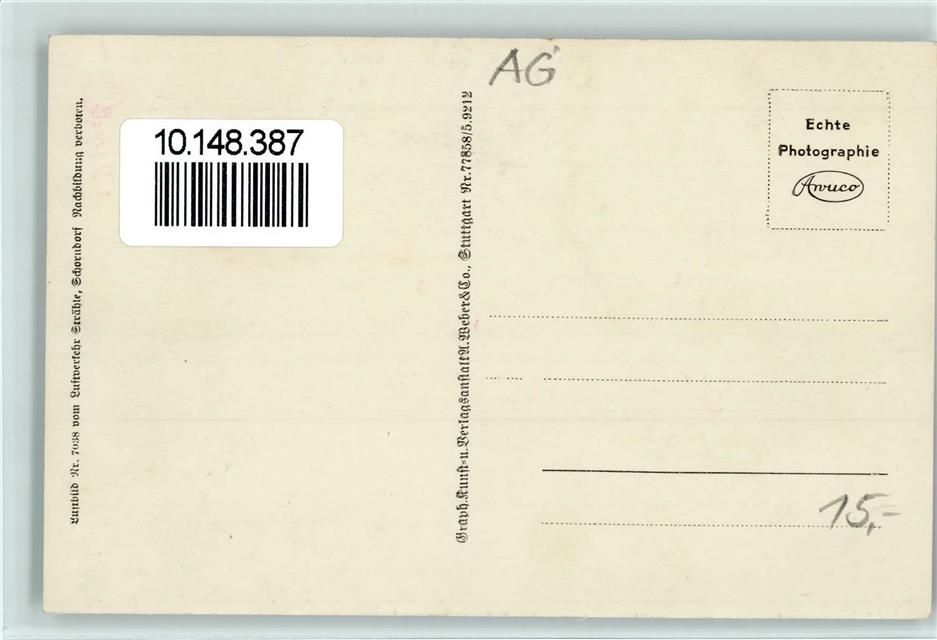 AG
10.148.387
Echte
Photographie
Awuco
Luftbild Nr. 7038 vom Luftverkehr Strähle, Schorndorf Nachbildung verboten.
Graph. Kunst- u. Verlagsanstalt A. Weber & Co., Stuttgart Nr. 77858/5.9212
15,-